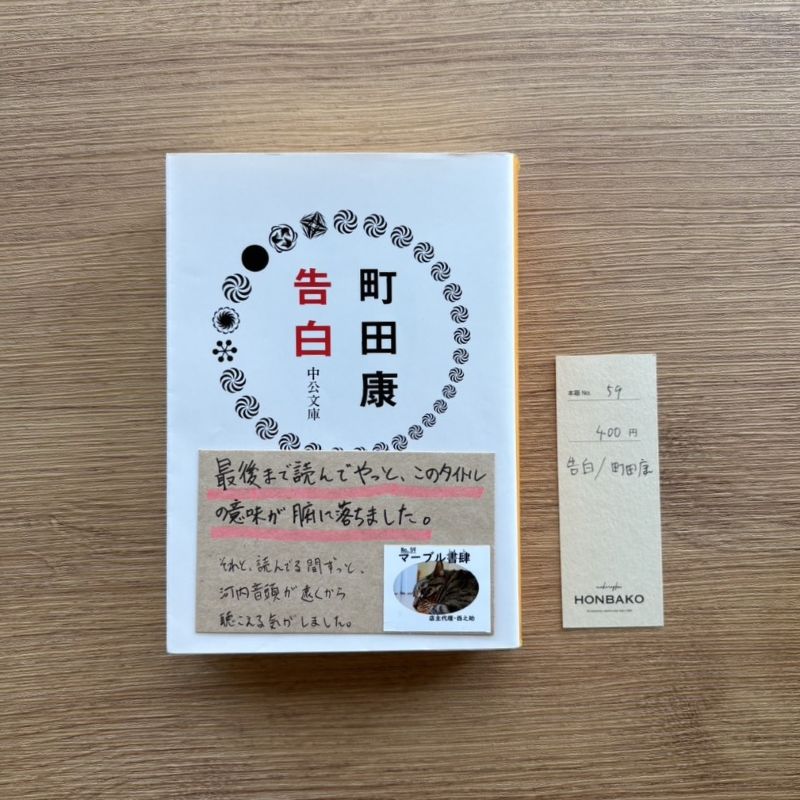 町田康
告白
中公文庫
最後まで読んでやっと、このタイトル
の意味が腑に落ちました。
それと、読んでる間ずっと、
河内音頭が遠くから
聴こえる気がしました。
No.59
マーブル書肆
店主代理・西之助
本箱 No. 59
400 円
告白/町田康
HONBAKO